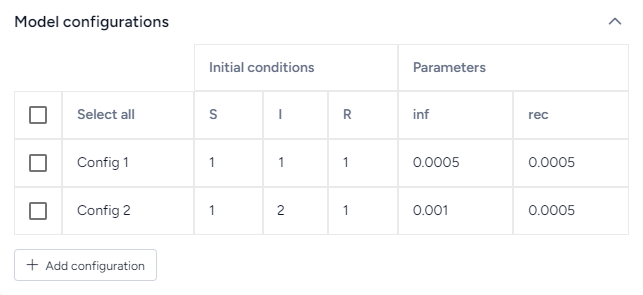 Model configurations
Initial conditions Parameters
Select all S I R inf rec
Config 1 1 1 1 0.0005 0.0005
Config 2 1 2 1 0.001 0.0005
+ Add configuration